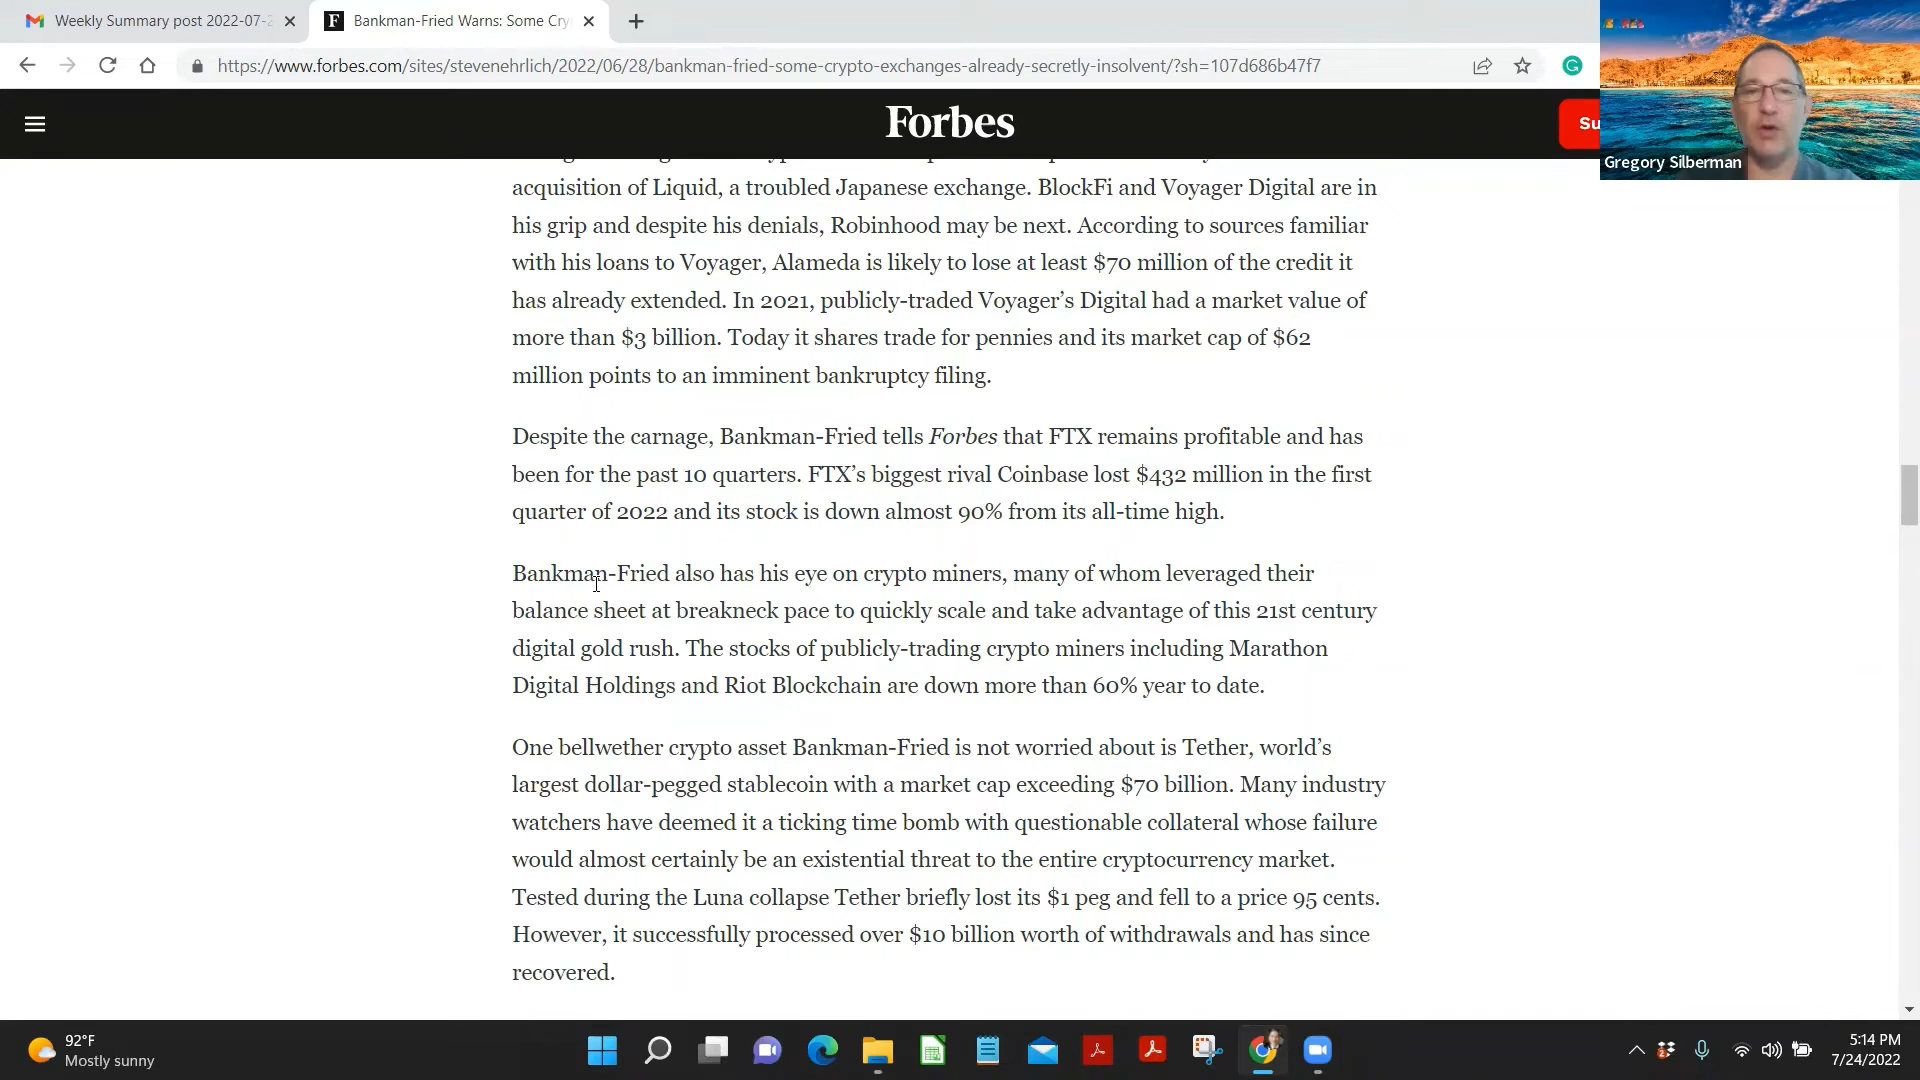 Weekly Summary post 2022-07-2
Bankman-Fried Warns: Some Cry
https://www.forbes.com/sites/stevenehrlich/2022/06/28/bankman-fried-some-crypto-exchanges-already-secretly-insolvent/?sh=107d686b47f7
Forbes
Su
Gregory Silberman
acquisition of Liquid, a troubled Japanese exchange. BlockFi and Voyager Digital are in
his grip and despite his denials, Robinhood may be next. According to sources familiar
with his loans to Voyager, Alameda is likely to lose at least $70 million of the credit it
has already extended. In 2021, publicly-traded Voyager’s Digital had a market value of
more than $3 billion. Today it shares trade for pennies and its market cap of $62
million points to an imminent bankruptcy filing.
Despite the carnage, Bankman-Fried tells Forbes that FTX remains profitable and has
been for the past 10 quarters. FTX’s biggest rival Coinbase lost $432 million in the first
quarter of 2022 and its stock is down almost 90% from its all-time high.
Bankman-Fried also has his eye on crypto miners, many of whom leveraged their
balance sheet at breakneck pace to quickly scale and take advantage of this 21st century
digital gold rush. The stocks of publicly-trading crypto miners including Marathon
Digital Holdings and Riot Blockchain are down more than 60% year to date.
One bellwether crypto asset Bankman-Fried is not worried about is Tether, world’s
largest dollar-pegged stablecoin with a market cap exceeding $70 billion. Many industry
watchers have deemed it a ticking time bomb with questionable collateral whose failure
would almost certainly be an existential threat to the entire cryptocurrency market.
Tested during the Luna collapse Tether briefly lost its $1 peg and fell to a price 95 cents.
However, it successfully processed over $10 billion worth of withdrawals and has since
recovered.
92°F
Mostly sunny
5:14 PM
7/24/2022